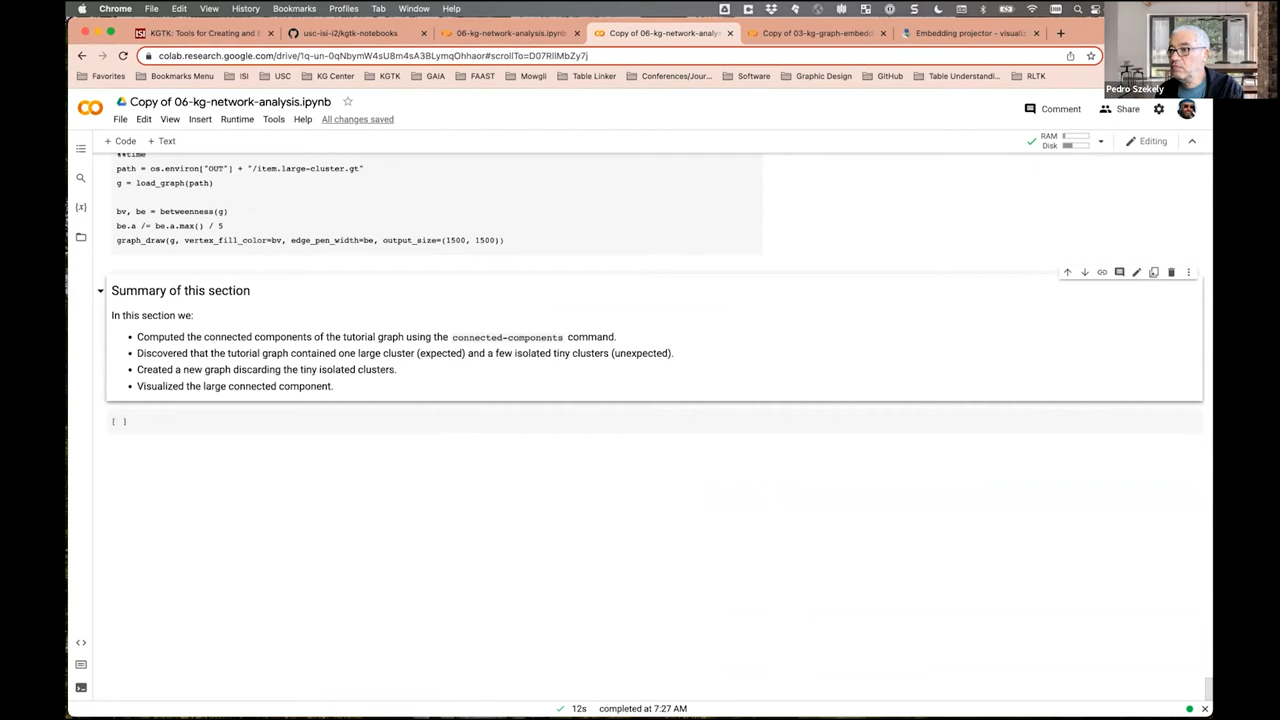 Chrome File Edit View History Bookmarks Profiles Tab Window Help
KGTK: Tools for Creating and E usc-isi-i2/kgtk-notebooks 06-kg-network-analysis.ipynb Copy of 06-kg-network-analys Copy of 03-kg-graph-embedd Embedding projector - visualiz
colab.research.google.com/drive/1q-un-0qNbymW4sU8m4sA3BLymqOhhaor#scrollTo=D07RIlMbZy7j
Favorites Bookmarks Menu ISI USC KG Center KGTK GAIA FAAST Mowgli Table Linker Conferences/Jour... Software Graphic Design GitHub Table Understandi... RLTK
Pedro Szekely
CO Copy of 06-kg-network-analysis.ipynb
Comment Share
File Edit View Insert Format Runtime Tools Help All changes saved
+ Code + Text
RAM
Disk
Editing
%%time
path = os.environ["OUT"] + "/item.large-cluster.gt"
g = load_graph(path)
bv, be = betweenness(g)
be.a /= be.a.max() / 5
graph_draw(g, vertex_fill_color=bv, edge_pen_width=be, output_size=(1500, 1500))
Summary of this section
In this section we:
• Computed the connected components of the tutorial graph using the connected-components command.
• Discovered that the tutorial graph contained one large cluster (expected) and a few isolated tiny clusters (unexpected).
• Created a new graph discarding the tiny isolated clusters.
• Visualized the large connected component.
[ ]
12s completed at 7:27 AM